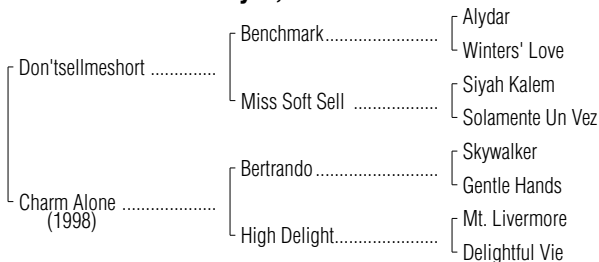 Alydar
Benchmark
Winters' Love
Don'tsellmeshort
Siyah Kalem
Miss Soft Sell
Solamente Un Vez
Skywalker
Bertrando
Gentle Hands
Charm Alone
(1998)
Mt. Livermore
High Delight
Delightful Vie